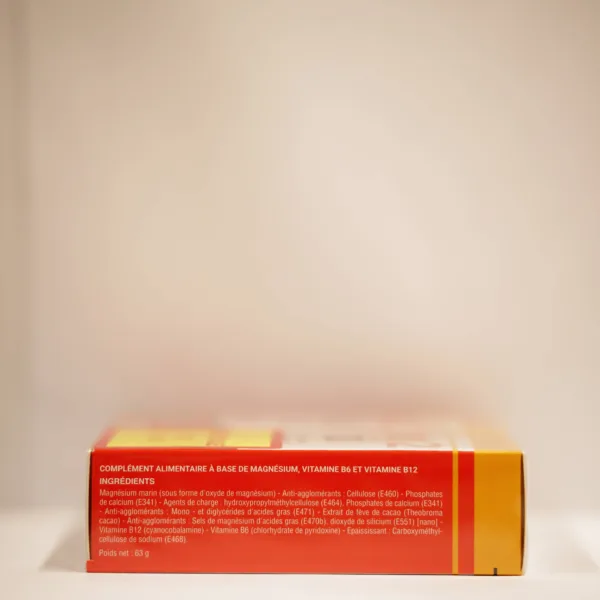 COMPLÉMENT ALIMENTAIRE À BASE DE MAGNÉSIUM, VITAMINE B6 ET VITAMINE B12
INGRÉDIENTS
Magnésium marin (sous forme d'oxyde de magnésium) - Anti-agglomérants : Cellulose (E460) - Phosphates
de calcium (E341) - Agents de charge : hydroxypropylméthylcellulose (E464), Phosphates de calcium (E341)
- Anti-agglomérants : Mono - et diglycérides d'acides gras (E471) - Extrait de fève de cacao (Theobroma
cacao) - Anti-agglomérants : Sels de magnésium d'acides gras (E470b), dioxyde de silicium (E551) [nano] -
Vitamine B12 (cyanocobalamine) - Vitamine B6 (chlorhydrate de pyridoxine) - Epaississant : Carboxyméthyl-
cellulose de sodium (E468).
Poids net : 63 g